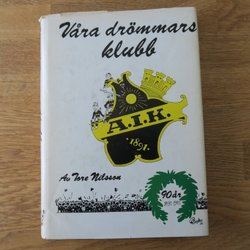 Våra drömmars
klubb
A.I.K.
·1891·
Av Tore Nilsson
90 år